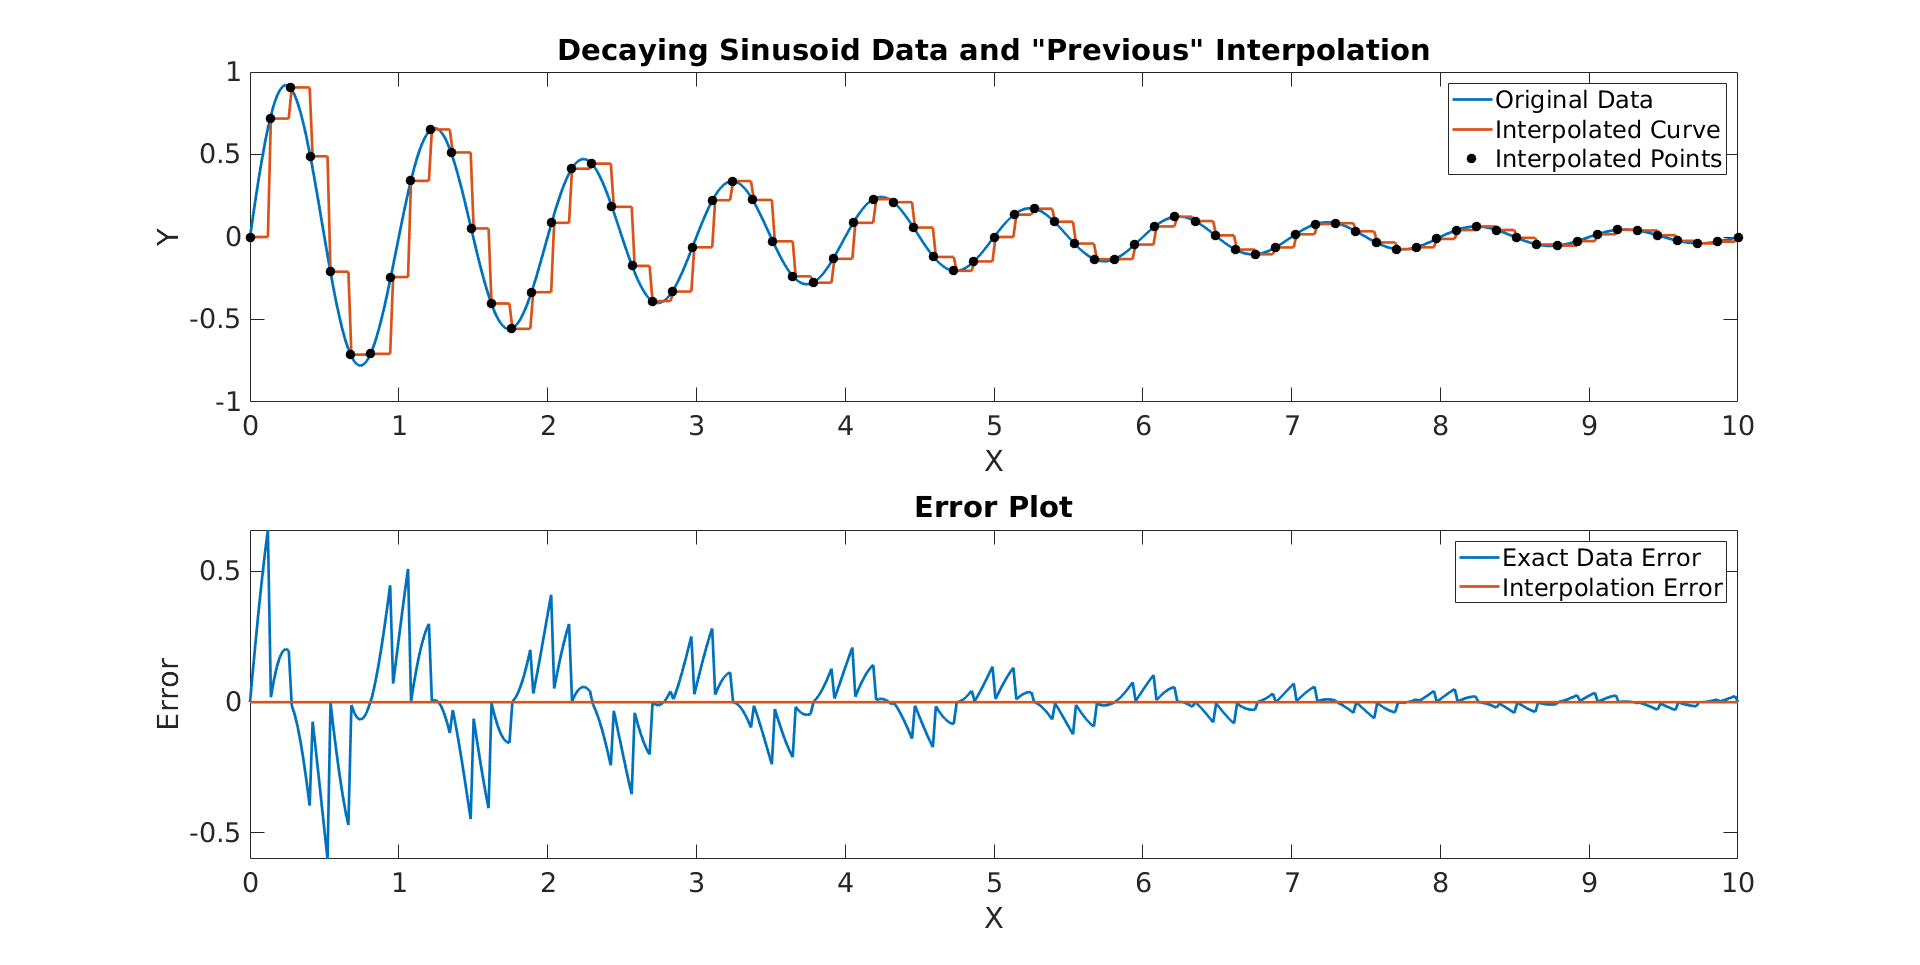 Decaying Sinusoid Data and "Previous" Interpolation
1
0.5
0
-0.5
-1
Y
Original Data
Interpolated Curve
Interpolated Points
0 1 2 3 4 5 6 7 8 9 10
X
Error Plot
0.5
0
-0.5
Error
Exact Data Error
Interpolation Error
0 1 2 3 4 5 6 7 8 9 10
X